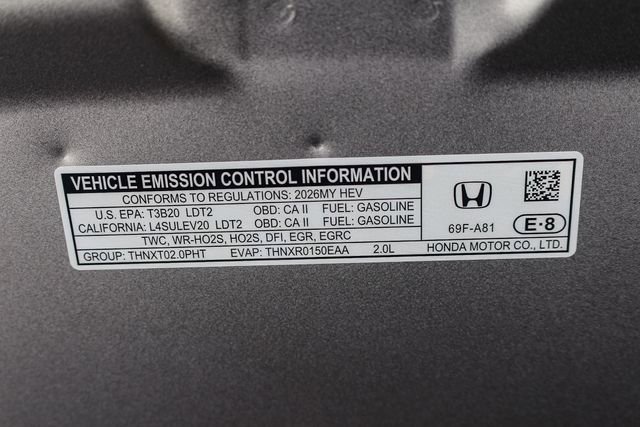 VEHICLE EMISSION CONTROL INFORMATION
CONFORMS TO REGULATIONS: 2026MY HEV
U.S. EPA: T3B20 LDT2 OBD: CA II FUEL: GASOLINE
CALIFORNIA: L4SULEV20 LDT2 OBD: CA II FUEL: GASOLINE
TWC, WR-HO2S, HO2S, DFI, EGR, EGRC
GROUP: THNXT02.0PHT EVAP: THNXR0150EAA 2.0L
69F-A81
E·8
HONDA MOTOR CO., LTD.